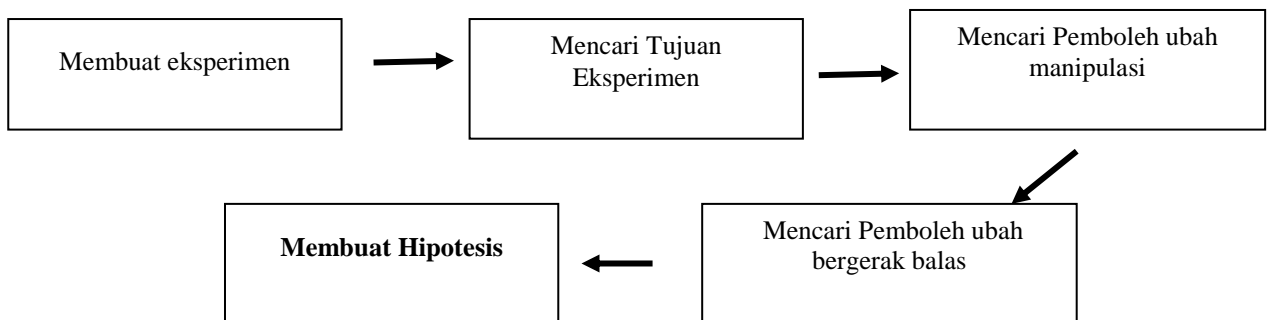 Membuat eksperimen
Mencari Tujuan
Eksperimen
Mencari Pemboleh ubah
manipulasi
Mencari Pemboleh ubah
bergerak balas
Membuat Hipotesis